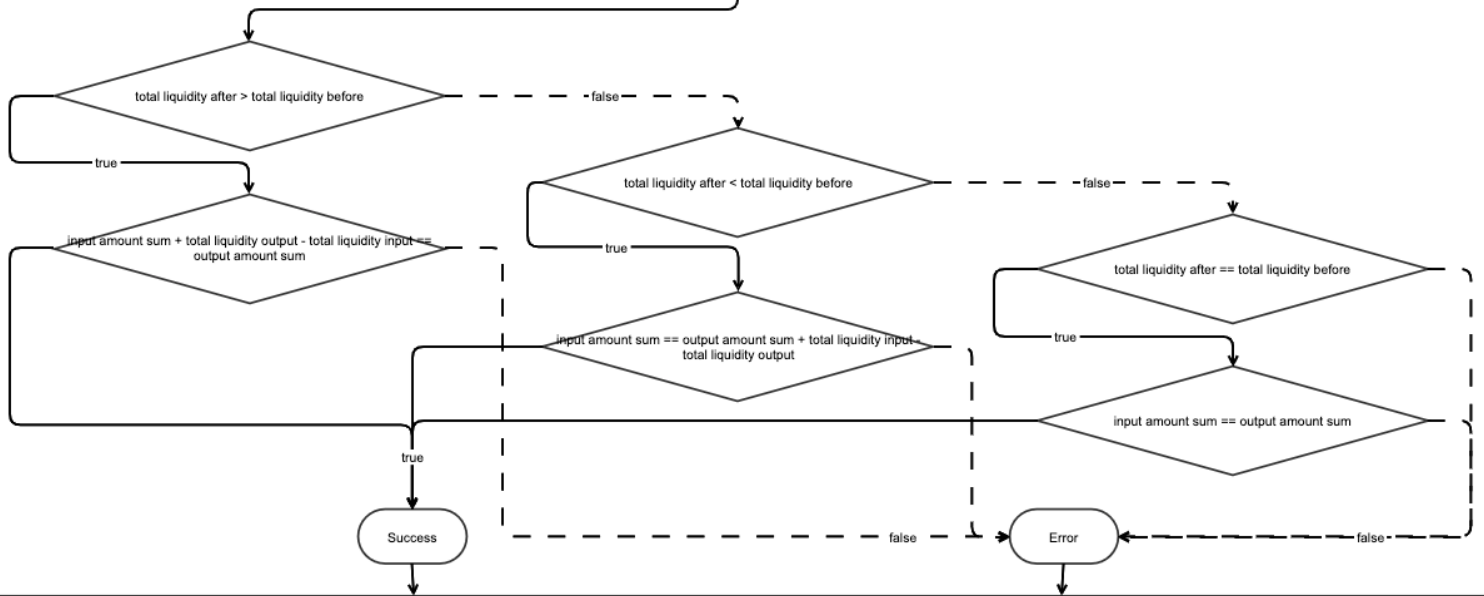 total liquidity after > total liquidity before
false
true
total liquidity after < total liquidity before
false
input amount sum + total liquidity output - total liquidity input ==
output amount sum
true
total liquidity after == total liquidity before
true
input amount sum == output amount sum + total liquidity input -
total liquidity output
input amount sum == output amount sum
true
Success
false
Error
false